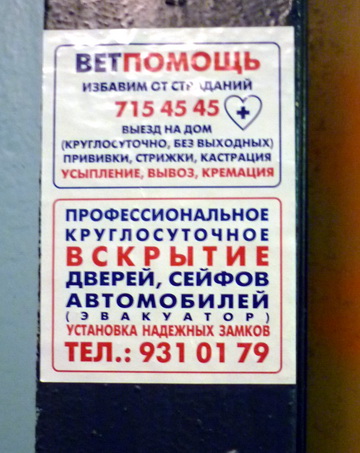 ВЕТПОМОЩЬ
ИЗБАВИМ ОТ СТРАДАНИЙ
715 45 45
ВЫЕЗД НА ДОМ
(КРУГЛОСУТОЧНО, БЕЗ ВЫХОДНЫХ)
ПРИВИВКИ, СТРИЖКИ, КАСТРАЦИЯ
УСЫПЛЕНИЕ, ВЫВОЗ, КРЕМАЦИЯ
ПРОФЕССИОНАЛЬНОЕ
КРУГЛОСУТОЧНОЕ
ВСКРЫТИЕ
ДВЕРЕЙ, СЕЙФОВ
АВТОМОБИЛЕЙ
(ЭВАКУАТОР)
УСТАНОВКА НАДЕЖНЫХ ЗАМКОВ
ТЕЛ.: 931 01 79